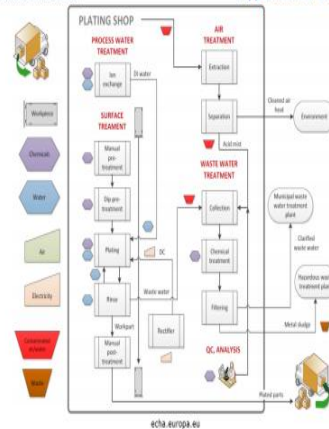 PLATING SHOP
PROCESS WATER
TREATMENT
AIR
TREATMENT
Ion
exchange
DI water
Extraction
Separation
Cleaned air
heat
Environment
Acid mist
Workpiece
Chemicals
Water
Air
Electricity
Waste
SURFACE
TREAMENT
Manual
pre-
treatment
Dip pre-
treatment
Plating
DC
Rinse
Waste water
Rectifier
Workpart
Manual
post-
treatment
WASTE WATER
TREATMENT
Collection
Chemical
treatment
Filtering
Municipal waste
water treatment
plant
Clarified
waste water
Hazardous waste
treatment plant
Metal sludge
QC, ANALYSIS
Plated parts
echa.europa.eu